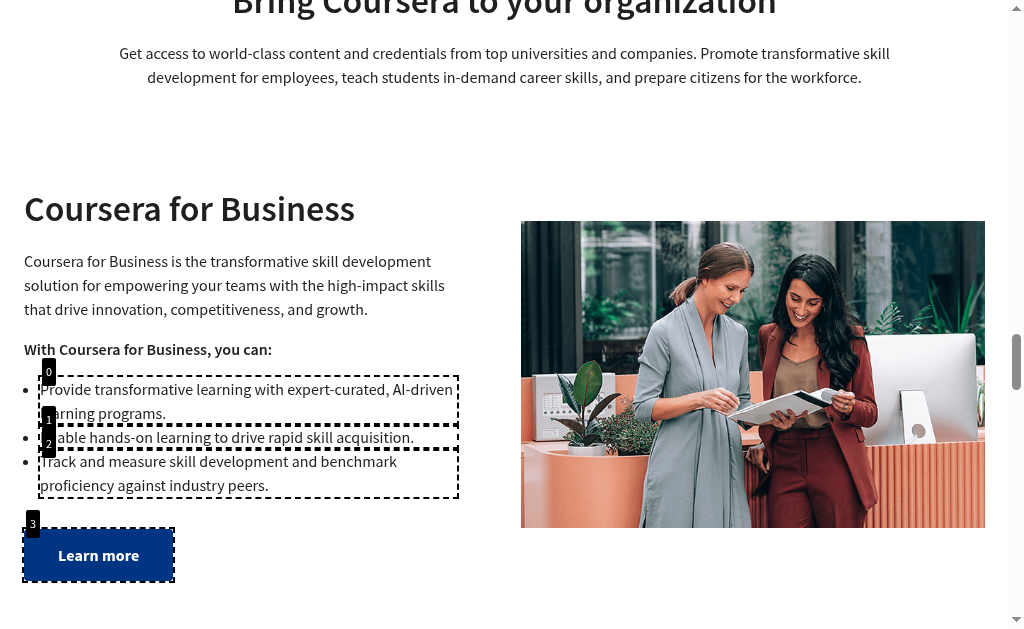 Bring Coursera to your organization
Get access to world-class content and credentials from top universities and companies. Promote transformative skill
development for employees, teach students in-demand career skills, and prepare citizens for the workforce.
Coursera for Business
Coursera for Business is the transformative skill development
solution for empowering your teams with the high-impact skills
that drive innovation, competitiveness, and growth.
With Coursera for Business, you can:
0
Provide transformative learning with expert-curated, AI-driven
learning programs.
1
able hands-on learning to drive rapid skill acquisition.
2
Track and measure skill development and benchmark
proficiency against industry peers.
3
Learn more